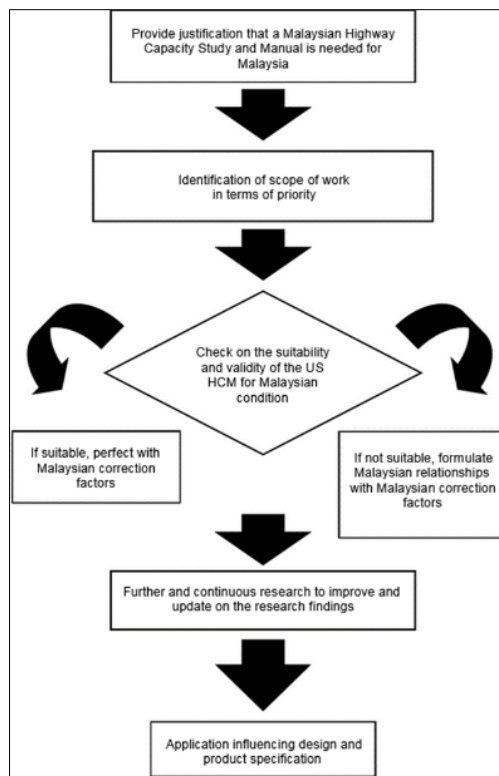 Provide justification that a Malaysian Highway
Capacity Study and Manual is needed for
Malaysia
Identification of scope of work
in terms of priority
Check on the suitability
and validity of the US
HCM for Malaysian
condition
If suitable, perfect with
Malaysian correction
factors
If not suitable, formulate
Malaysian relationships
with Malaysian correction
factors
Further and continuous research to improve and
update on the research findings
Application influencing design and
product specification